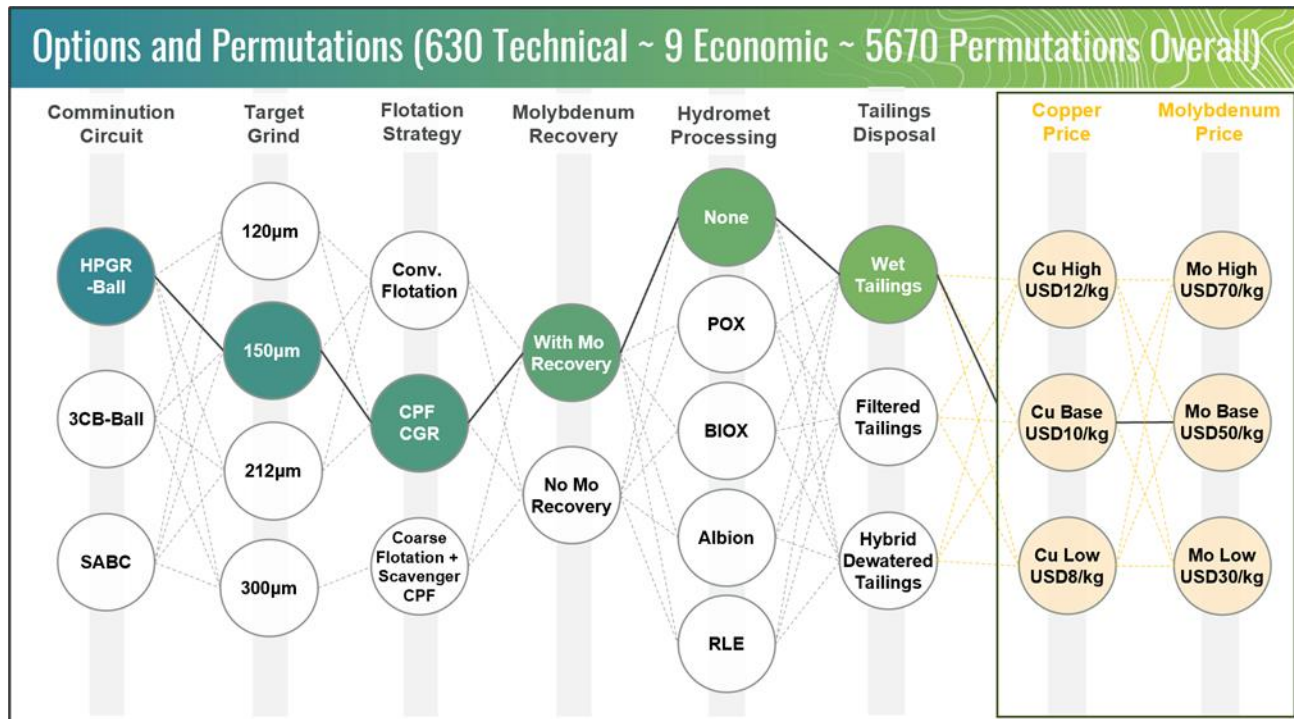 Options and Permutations (630 Technical ~ 9 Economic ~ 5670 Permutations Overall)
Comminution
Circuit
Target
Grind
Flotation
Strategy
Molybdenum
Recovery
Hydromet
Processing
Tailings
Disposal
Copper
Price
Molybdenum
Price
HPGR
-Ball
3CB-Ball
SABC
120µm
150µm
212µm
300µm
Conv.
Flotation
CPF
CGR
Coarse
Flotation +
Scavenger
CPF
With Mo
Recovery
No Mo
Recovery
None
POX
BIOX
Albion
RLE
Wet
Tailings
Filtered
Tailings
Hybrid
Dewatered
Tailings
Cu High
USD12/kg
Cu Base
USD10/kg
Cu Low
USD8/kg
Mo High
USD70/kg
Mo Base
USD50/kg
Mo Low
USD30/kg